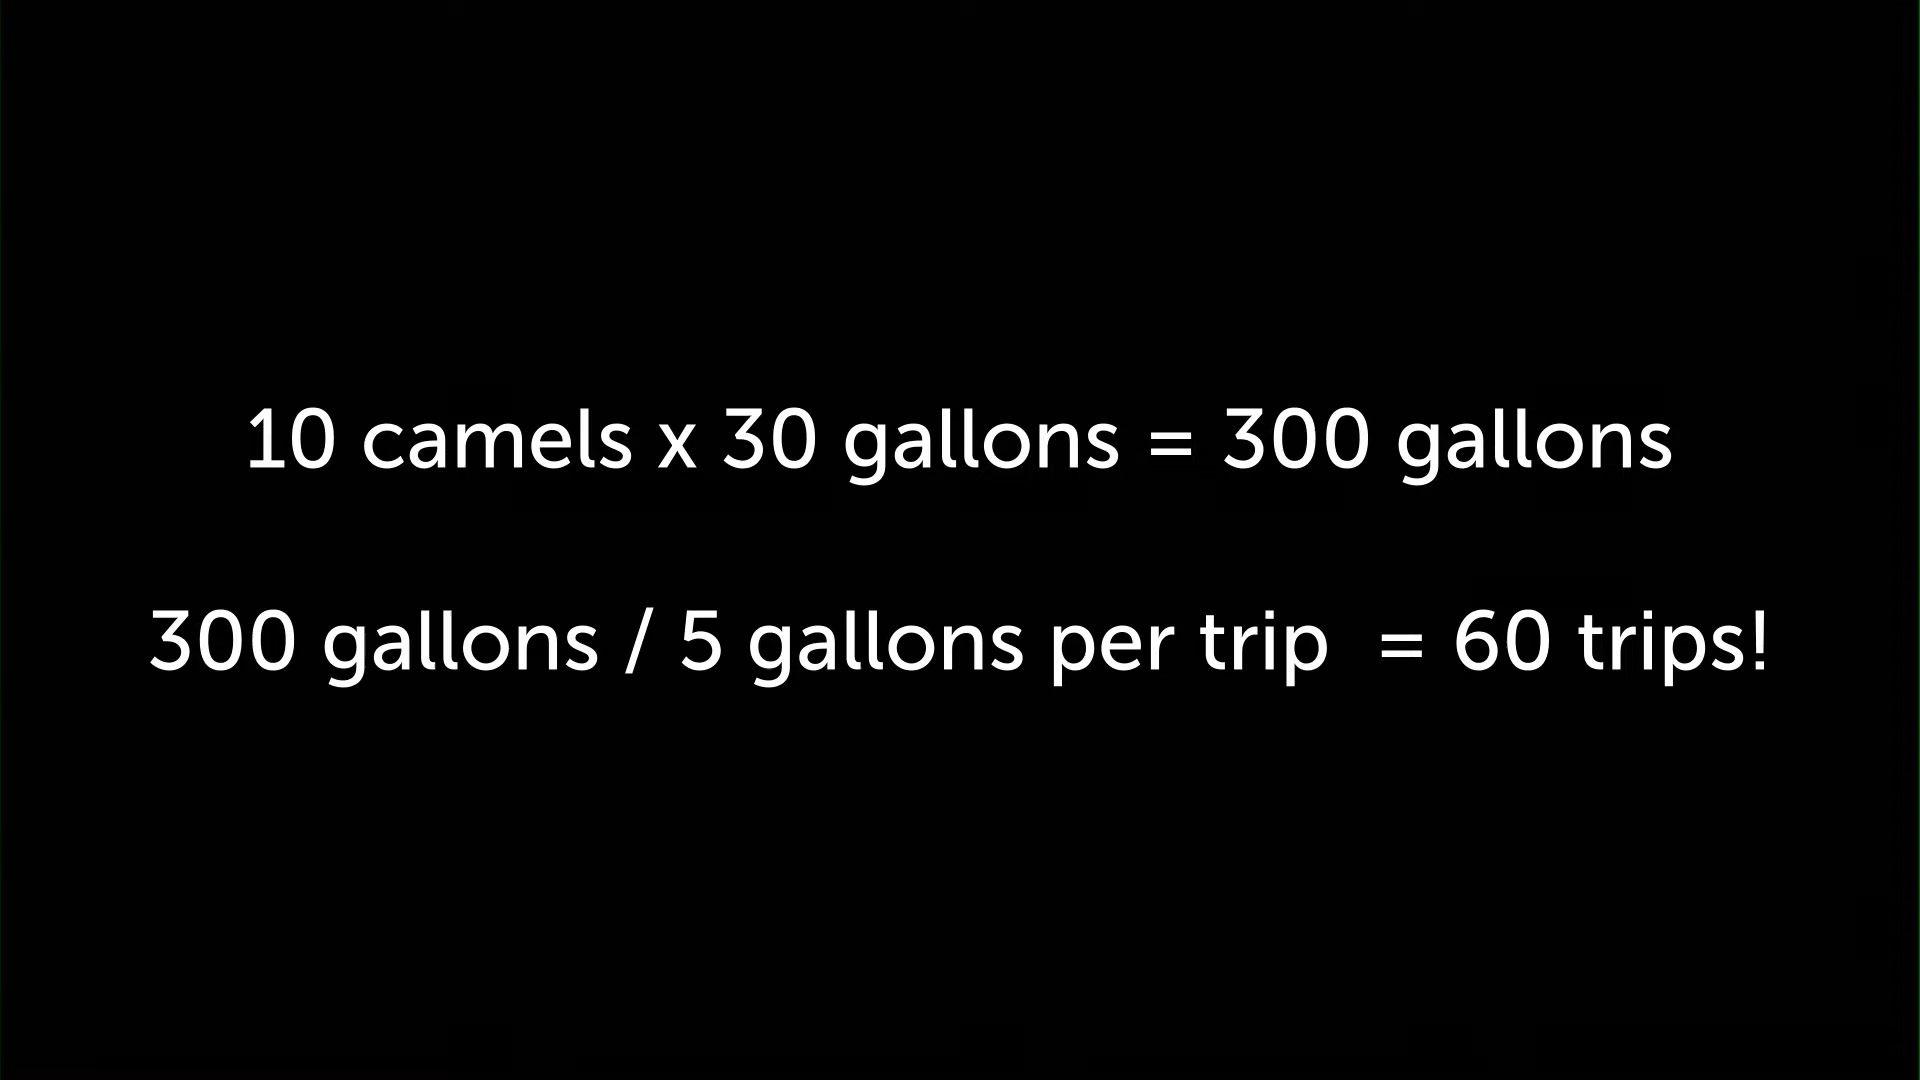 10 camels x 30 gallons = 300 gallons
300 gallons / 5 gallons per trip  = 60 trips!